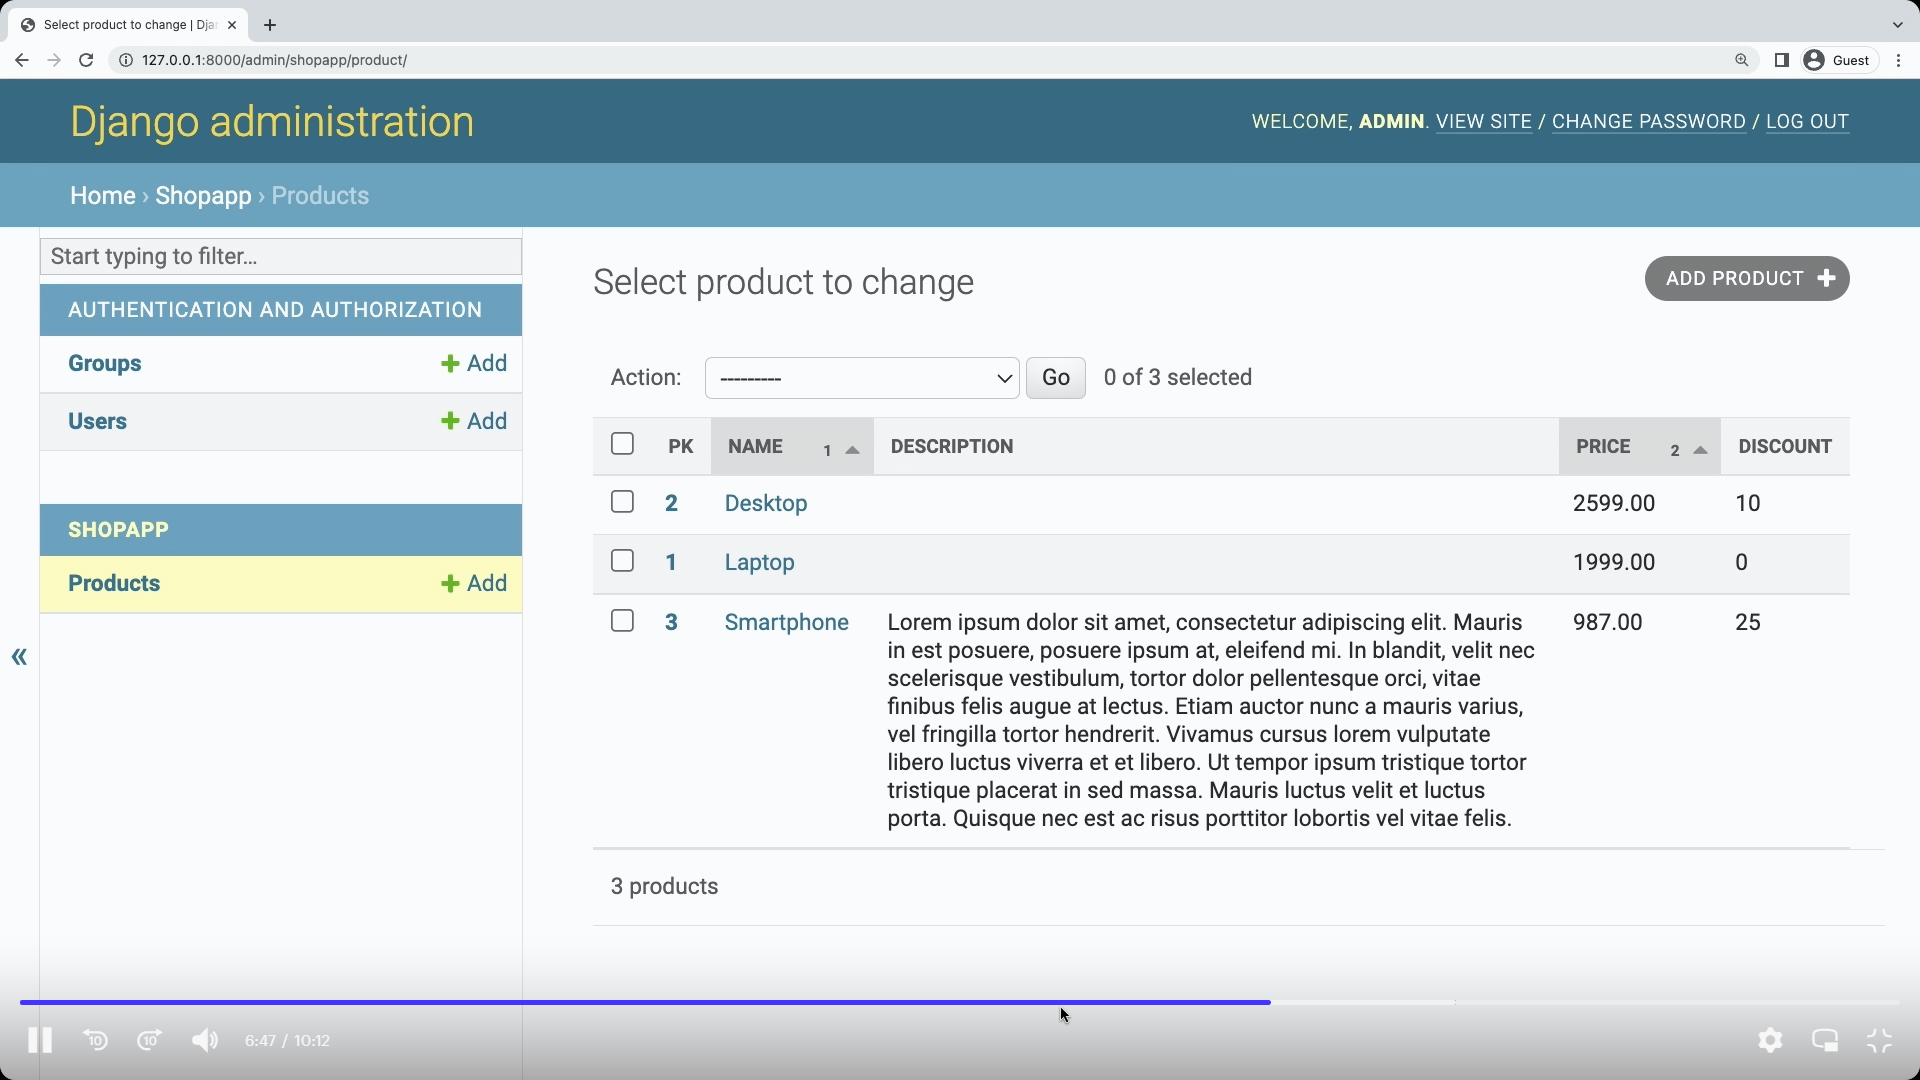 Select product to change | Dja
127.0.0.1:8000/admin/shopapp/product/
Guest
Django administration
WELCOME, ADMIN. VIEW SITE / CHANGE PASSWORD / LOG OUT
Home › Shopapp › Products
Start typing to filter...
AUTHENTICATION AND AUTHORIZATION
Groups
Add
Users
Add
SHOPAPP
Products
Add
«
Select product to change
ADD PRODUCT +
Action: --------- Go 0 of 3 selected
PK NAME 1 DESCRIPTION PRICE 2 DISCOUNT
2 Desktop 2599.00 10
1 Laptop 1999.00 0
3 Smartphone Lorem ipsum dolor sit amet, consectetur adipiscing elit. Mauris 987.00 25
in est posuere, posuere ipsum at, eleifend mi. In blandit, velit nec
scelerisque vestibulum, tortor dolor pellentesque orci, vitae
finibus felis augue at lectus. Etiam auctor nunc a mauris varius,
vel fringilla tortor hendrerit. Vivamus cursus lorem vulputate
libero luctus viverra et et libero. Ut tempor ipsum tristique tortor
tristique placerat in sed massa. Mauris luctus velit et luctus
porta. Quisque nec est ac risus porttitor lobortis vel vitae felis.
3 products
10 10 6:47 / 10:12